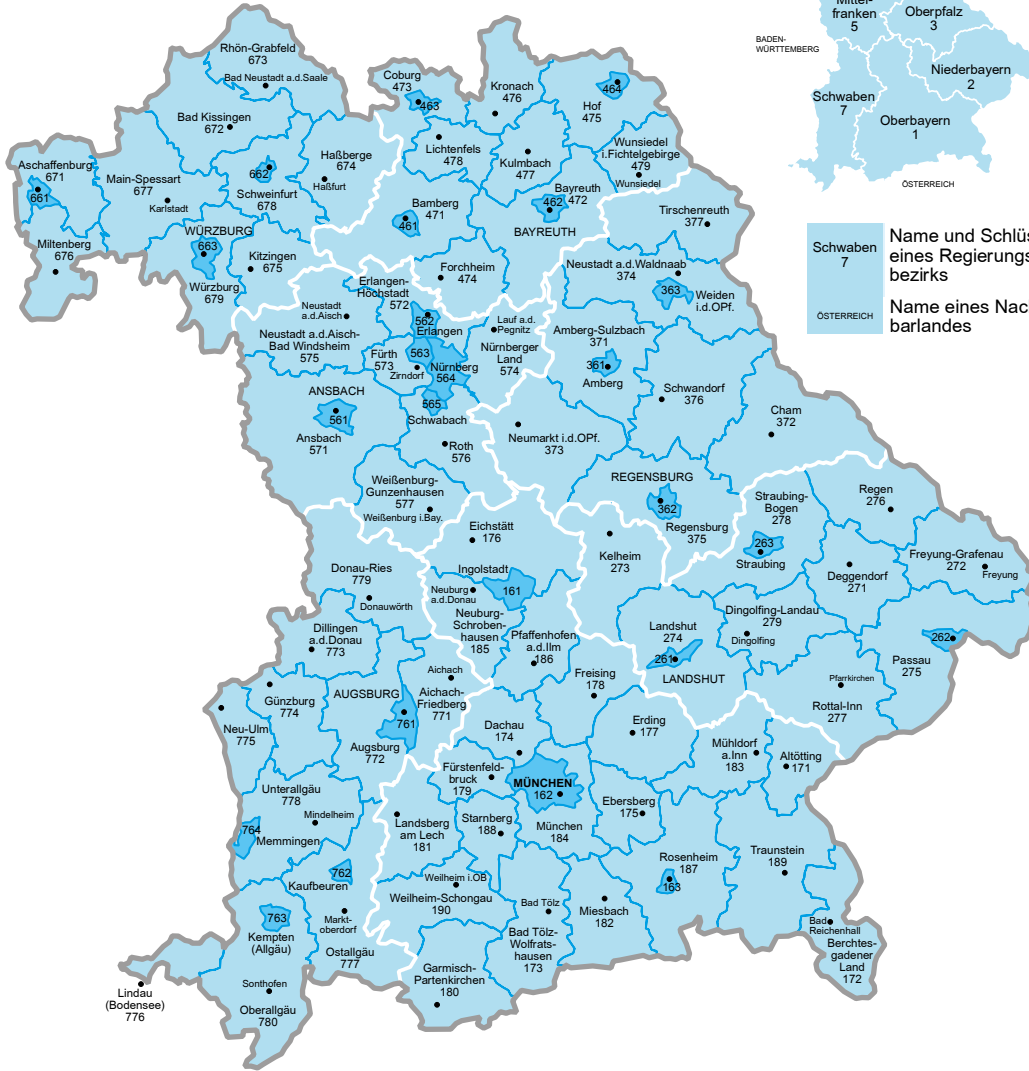 Mittel-
franken
5
Oberpfalz
3
BADEN-
WÜRTTEMBERG
Niederbayern
2
Schwaben
7
Oberbayern
1
ÖSTERREICH
Schwaben
7
Name und Schlüs
eines Regierungs
bezirks
ÖSTERREICH
Name eines Nac
barlandes
Rhön-Grabfeld
673
Bad Neustadt a.d.Saale
Coburg
473
463
Kronach
476
464
Hof
475
Bad Kissingen
672
Haßberge
674
Haßfurt
Lichtenfels
478
Kulmbach
477
Wunsiedel
i.Fichtelgebirge
479
Wunsiedel
Aschaffenburg
671
661
Main-Spessart
677
Karlstadt
662
Schweinfurt
678
Bamberg
471
461
Bayreuth
472
462
BAYREUTH
Tirschenreuth
377
Miltenberg
676
WÜRZBURG
663
Würzburg
679
Kitzingen
675
Forchheim
474
Neustadt a.d.Waldnaab
374
363
Weiden
i.d.OPf.
Erlangen-
Höchstadt
572
562
Erlangen
Neustadt
a.d.Aisch
Neustadt a.d.Aisch-
Bad Windsheim
575
Lauf a.d.
Pegnitz
Nürnberger
Land
574
Fürth
573
Zirndorf
563
Nürnberg
564
Amberg-Sulzbach
371
361
Amberg
Schwandorf
376
ANSBACH
561
Ansbach
571
565
Schwabach
Roth
576
Neumarkt i.d.OPf.
373
Cham
372
Weißenburg-
Gunzenhausen
577
Weißenburg i.Bay.
REGENSBURG
362
Regensburg
375
Straubing-
Bogen
278
263
Straubing
Regen
276
Eichstätt
176
Kelheim
273
Deggendorf
271
Freyung-Grafenau
272
Freyung
Donau-Ries
779
Donauwörth
Ingolstadt
161
Neuburg
a.d.Donau
Neuburg-
Schroben-
hausen
185
Pfaffenhofen
a.d.Ilm
186
Landshut
274
261
LANDSHUT
Dingolfing-Landau
279
Dingolfing
262
Passau
275
Dillingen
a.d.Donau
773
Aichach
Aichach-
Friedberg
771
Freising
178
Pfarrkirchen
Rottal-Inn
277
Günzburg
774
AUGSBURG
761
Augsburg
772
Neu-Ulm
775
Dachau
174
Erding
177
Mühldorf
a.Inn
183
Altötting
171
Unterallgäu
778
Mindelheim
Fürstenfeld-
bruck
179
MÜNCHEN
162
München
184
Ebersberg
175
764
Memmingen
Landsberg
am Lech
181
Starnberg
188
Traunstein
189
762
Kaufbeuren
Rosenheim
187
163
Weilheim i.OB
Weilheim-Schongau
190
Bad Tölz
Bad Tölz-
Wolfrats-
hausen
173
Miesbach
182
763
Kempten
(Allgäu)
Markt-
oberdorf
Ostallgäu
777
Bad
Reichenhall
Berchtes-
gadener
Land
172
Garmisch-
Partenkirchen
180
Lindau
(Bodensee)
776
Sonthofen
Oberallgäu
780